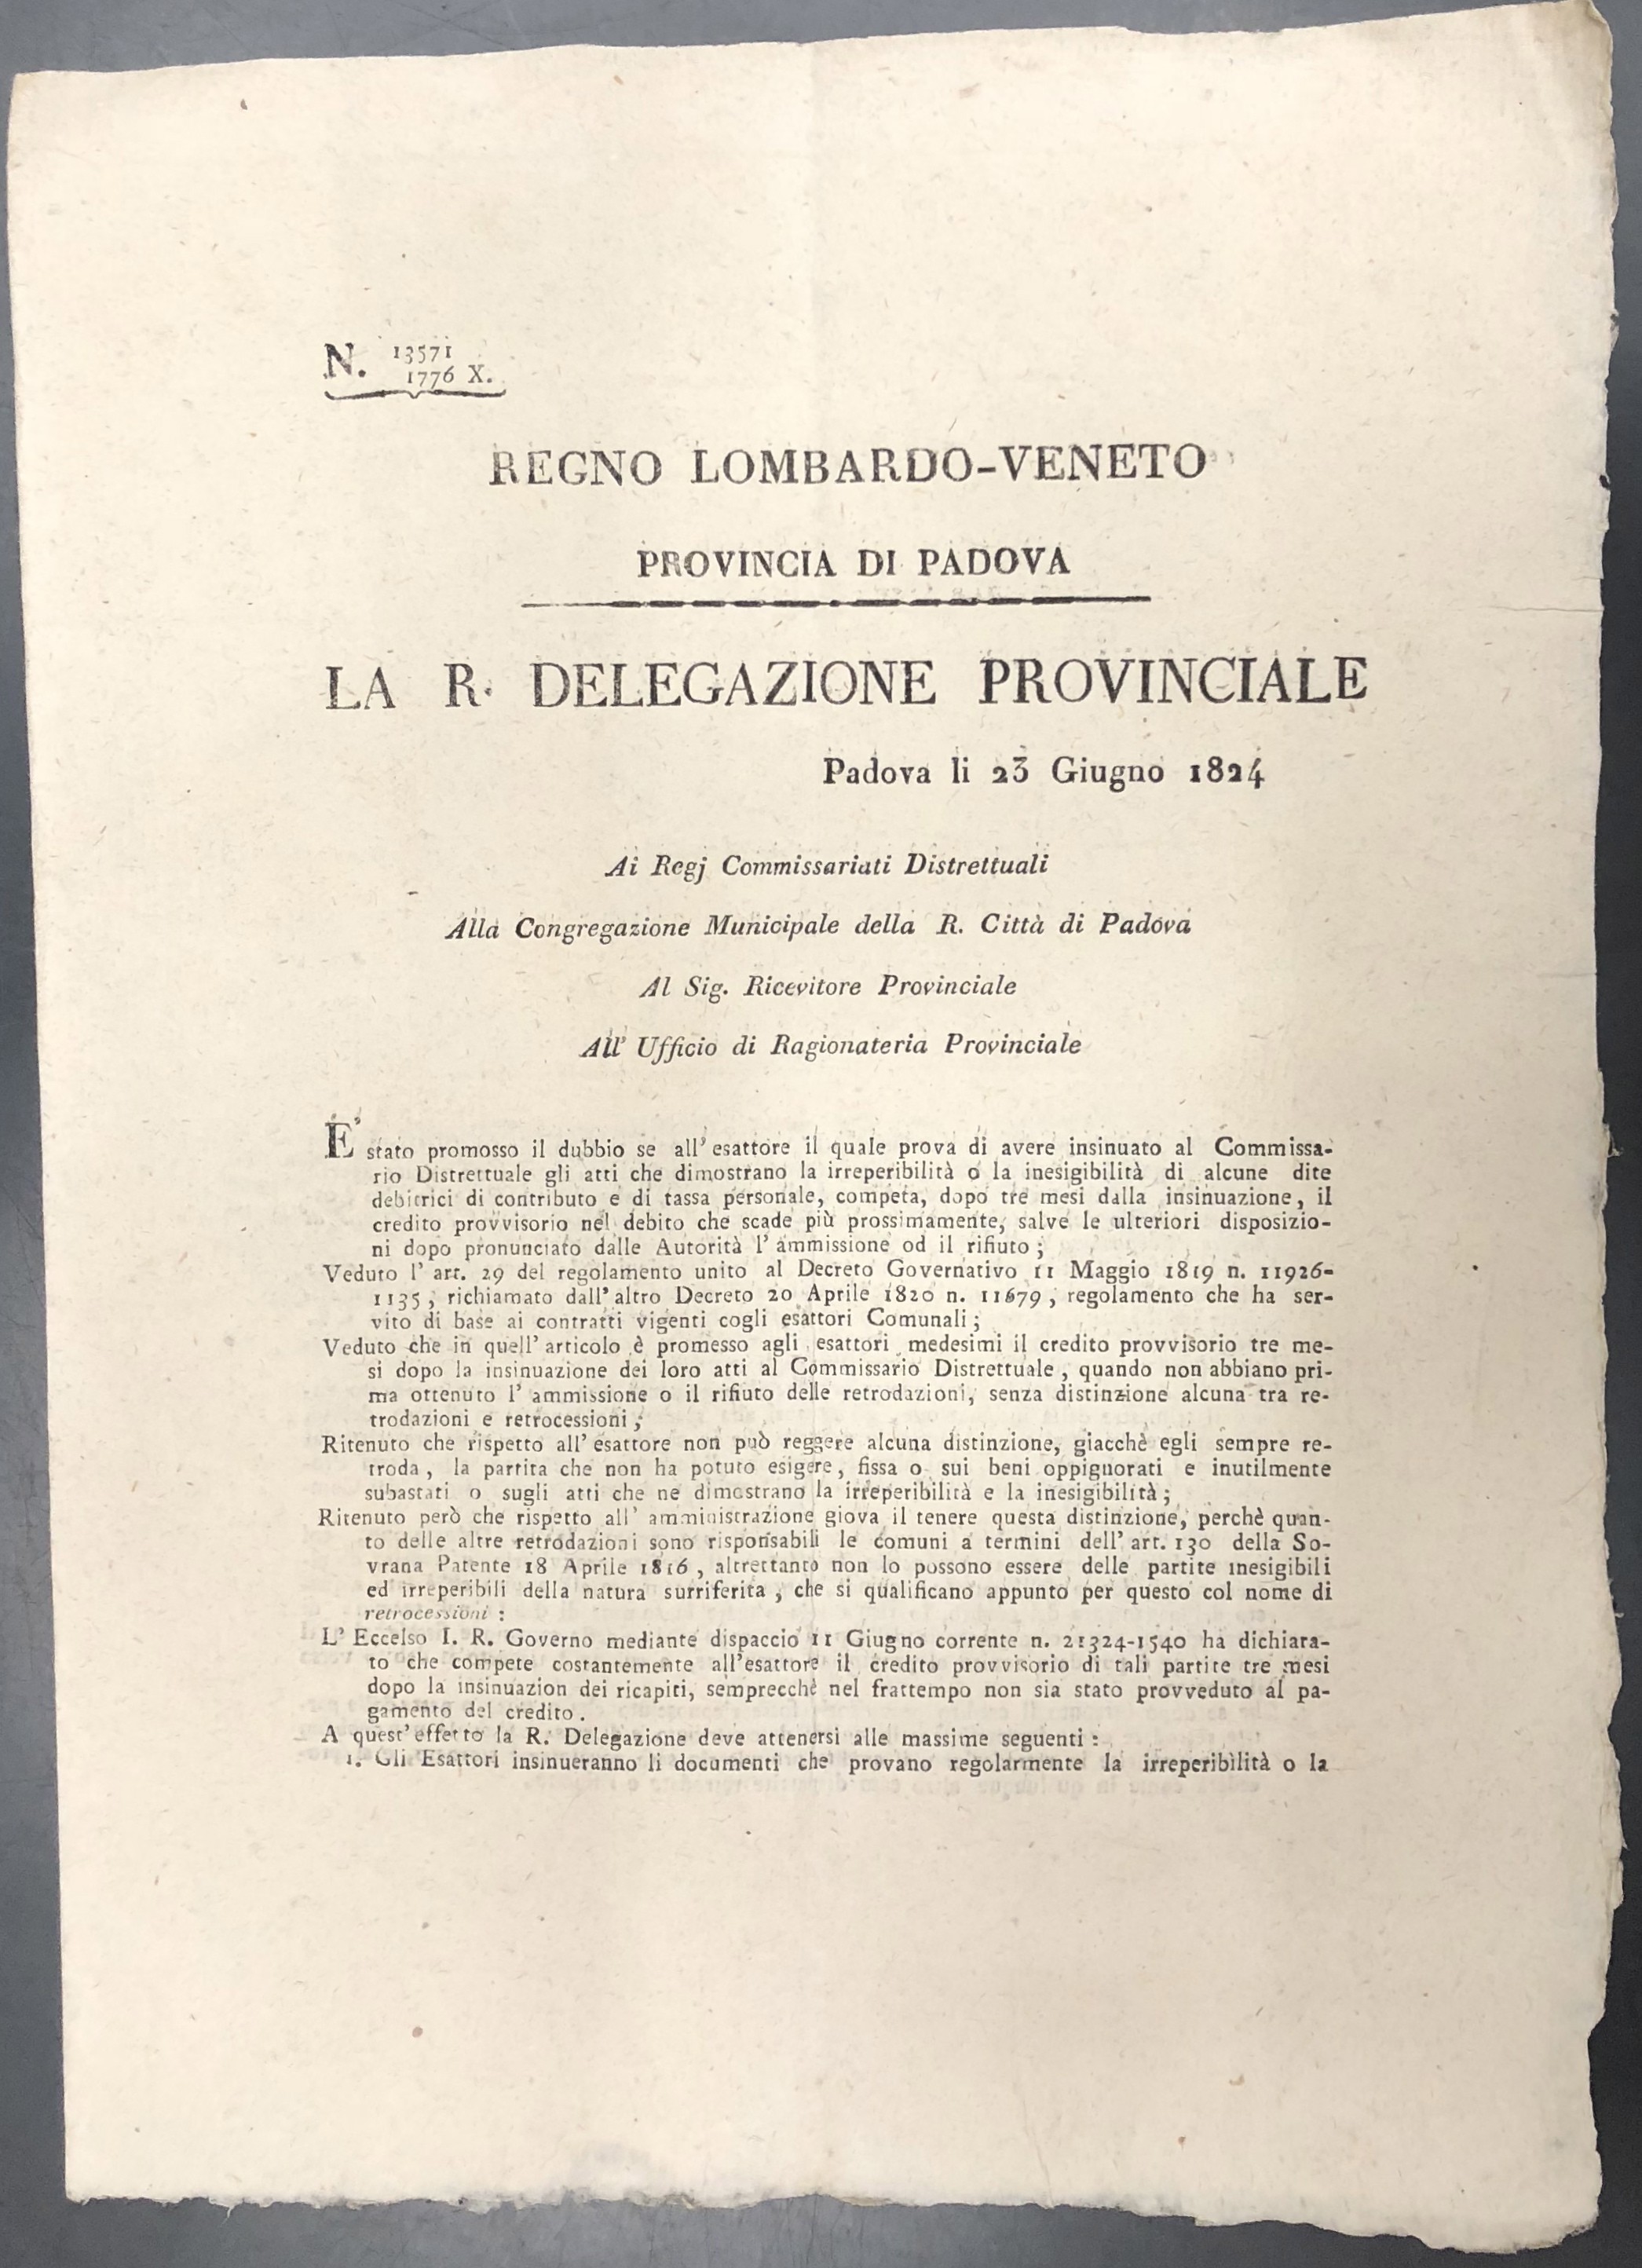 N. 13571
1776 X.
REGNO LOMBARDO-VENETO
PROVINCIA DI PADOVA
LA R. DELEGAZIONE PROVINCIALE
Padova li 23 Giugno 1824
Ai Regj Commissariati Distrettuali
Alla Congregazione Municipale della R. Città di Padova
Al Sig. Ricevitore Provinciale
All' Ufficio di Ragionateria Provinciale
E' stato promosso il dubbio se all' esattore il quale prova di avere insinuato al Commissa-
rio Distrettuale gli atti che dimostrano la irreperibilità o la inesigibilità di alcune dite
debitrici di contributo e di tassa personale, competa, dopo tre mesi dalla insinuazione, il
credito provvisorio nel debito che scade più prossimamente, salve le ulteriori disposizio-
ni dopo pronunciato dalle Autorità l' ammissione od il rifiuto;
Veduto l' art. 29 del regolamento unito al Decreto Governativo 11 Maggio 1819 n. 11926-
1135, richiamato dall' altro Decreto 20 Aprile 1820 n. 11679, regolamento che ha ser-
vito di base ai contratti vigenti cogli esattori Comunali;
Veduto che in quell' articolo è promesso agli esattori medesimi il credito provvisorio tre me-
si dopo la insinuazione dei loro atti al Commissario Distrettuale, quando non abbiano pri-
ma ottenuto l' ammissione o il rifiuto delle retrodazioni, senza distinzione alcuna tra re-
trodazioni e retrocessioni;
Ritenuto che rispetto all' esattore non può reggere alcuna distinzione, giacchè egli sempre re-
troda, la partita che non ha potuto esigere, fissa o sui beni oppignorati e inutilmente
subastati o sugli atti che ne dimostrano la irreperibilità e la inesigibilità;
Ritenuto però che rispetto all' amministrazione giova il tenere questa distinzione, perchè quan-
to delle altre retrodazioni sono risponsabili le comuni a termini dell' art. 130 della So-
vrana Patente 18 Aprile 1816, altrettanto non lo possono essere delle partite inesigibili
ed irreperibili della natura surriferita, che si qualificano appunto per questo col nome di
retrocessioni:
L' Eccelso I. R. Governo mediante dispaccio 11 Giugno corrente n. 21324-1540 ha dichiara-
to che compete costantemente all'esattore il credito provvisorio di tali partite tre mesi
dopo la insinuazion dei ricapiti, semprecchè nel frattempo non sia stato provveduto al pa-
gamento del credito.
A quest' effetto la R. Delegazione deve attenersi alle massime seguenti:
1. Gli Esattori insinueranno li documenti che provano regolarmente la irreperibilità o la